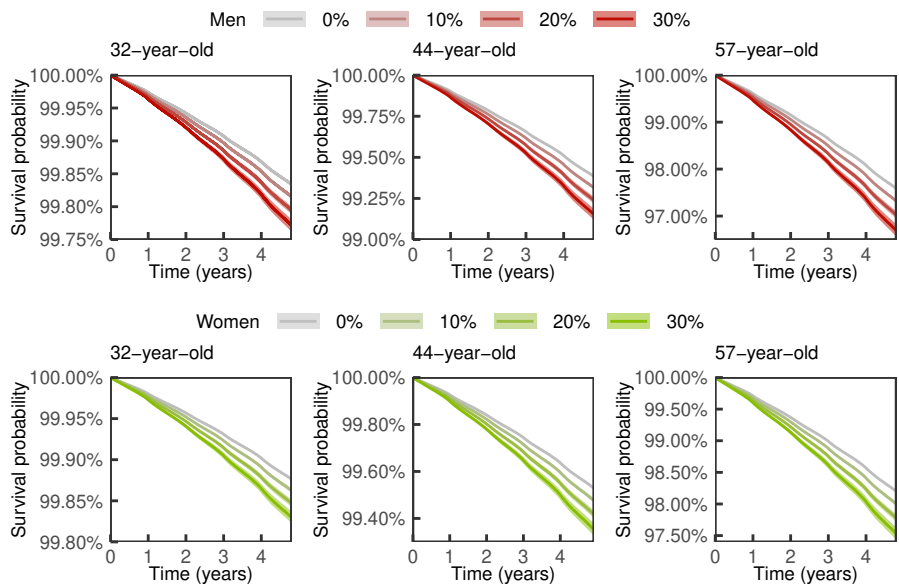 Men 0% 10% 20% 30%
32−year−old 44−year−old 57−year−old
Survival probability Survival probability Survival probability
100.00% 100.00% 100.00%
99.95% 99.75% 99.00%
99.90% 99.50% 98.00%
99.85% 99.25% 97.00%
99.80% 99.00%
99.75%
0 1 2 3 4 0 1 2 3 4 0 1 2 3 4
Time (years) Time (years) Time (years)
Women 0% 10% 20% 30%
32−year−old 44−year−old 57−year−old
Survival probability Survival probability Survival probability
100.00% 100.00% 100.00%
99.95% 99.80% 99.50%
99.90% 99.60% 99.00%
99.85% 99.40% 98.50%
99.80% 98.00%
97.50%
0 1 2 3 4 0 1 2 3 4 0 1 2 3 4
Time (years) Time (years) Time (years)